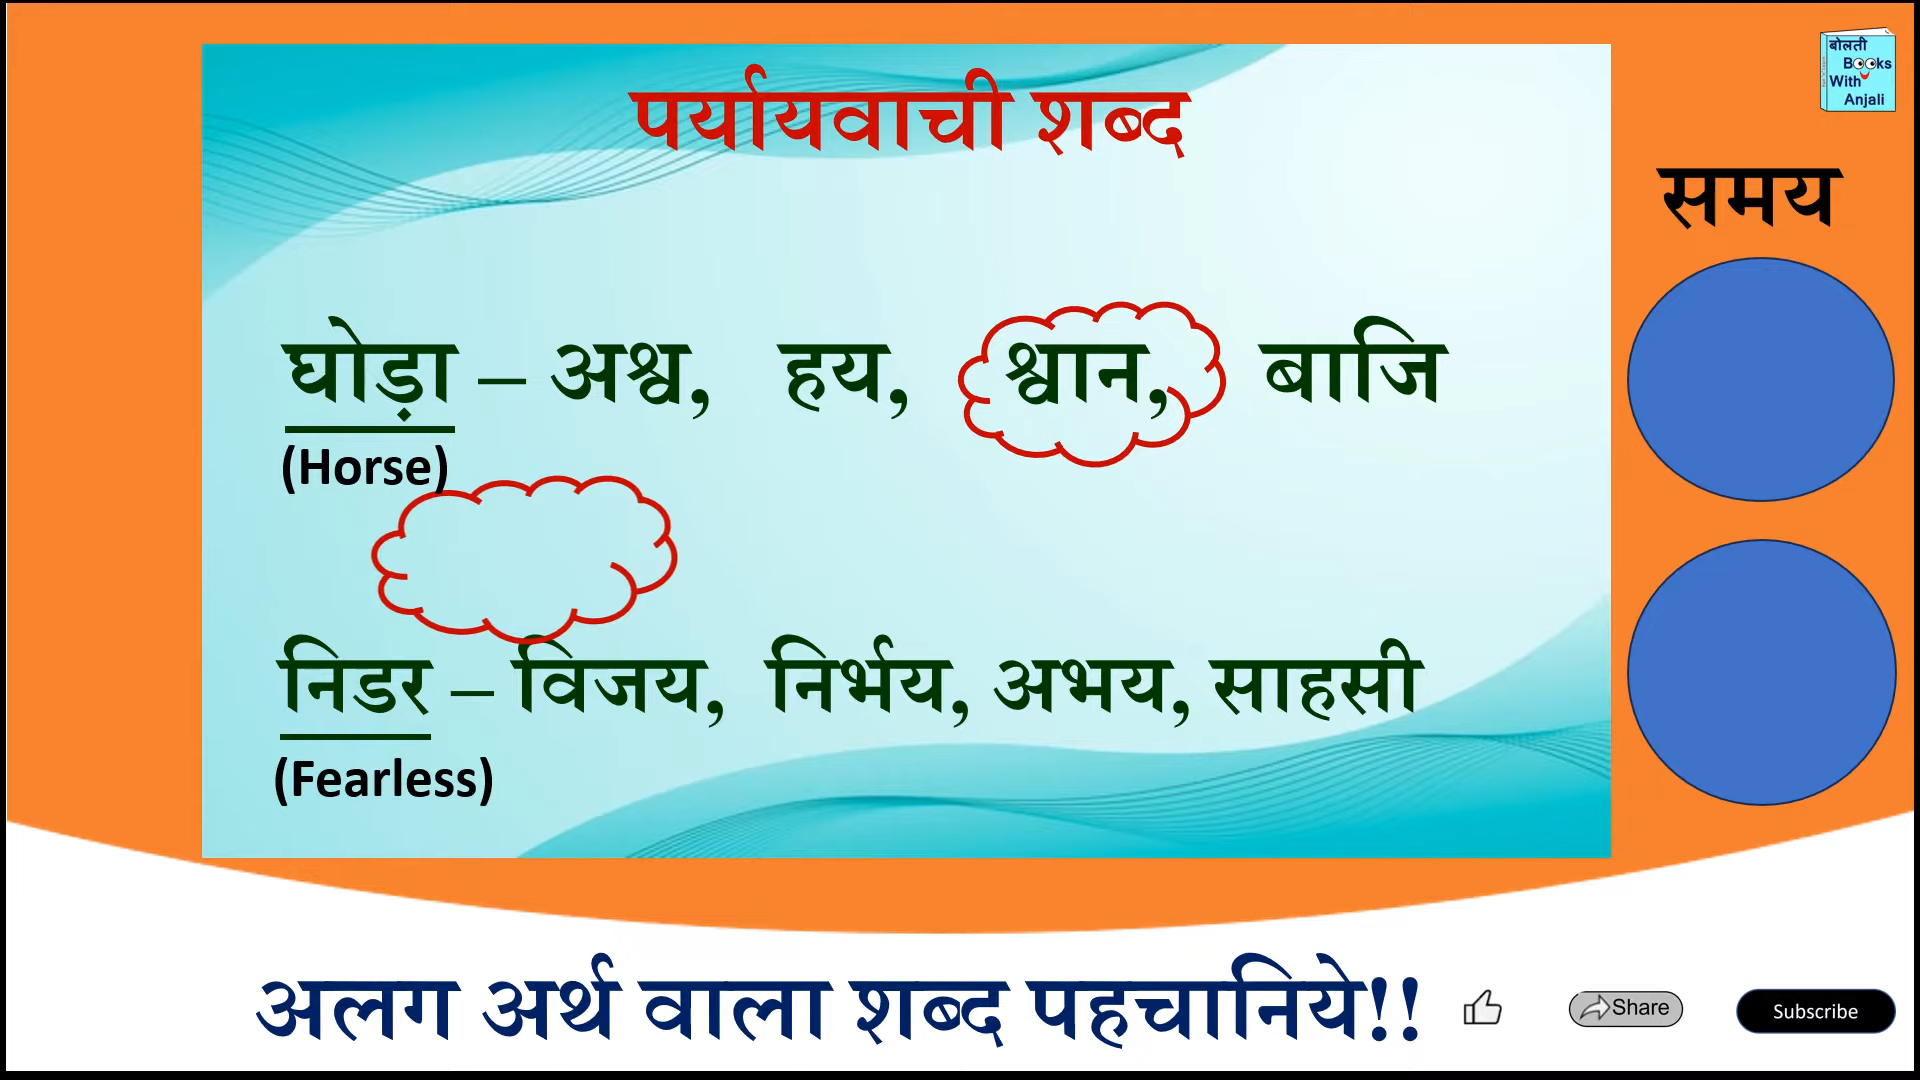 बोलती
Books
With
Anjali
पर्यायवाची शब्द
समय
घोड़ा – अश्व, हय, श्वान, बाजि
(Horse)
निडर – विजय, निर्भय, अभय, साहसी
(Fearless)
अलग अर्थ वाला शब्द पहचानिये!!
Share
Subscribe